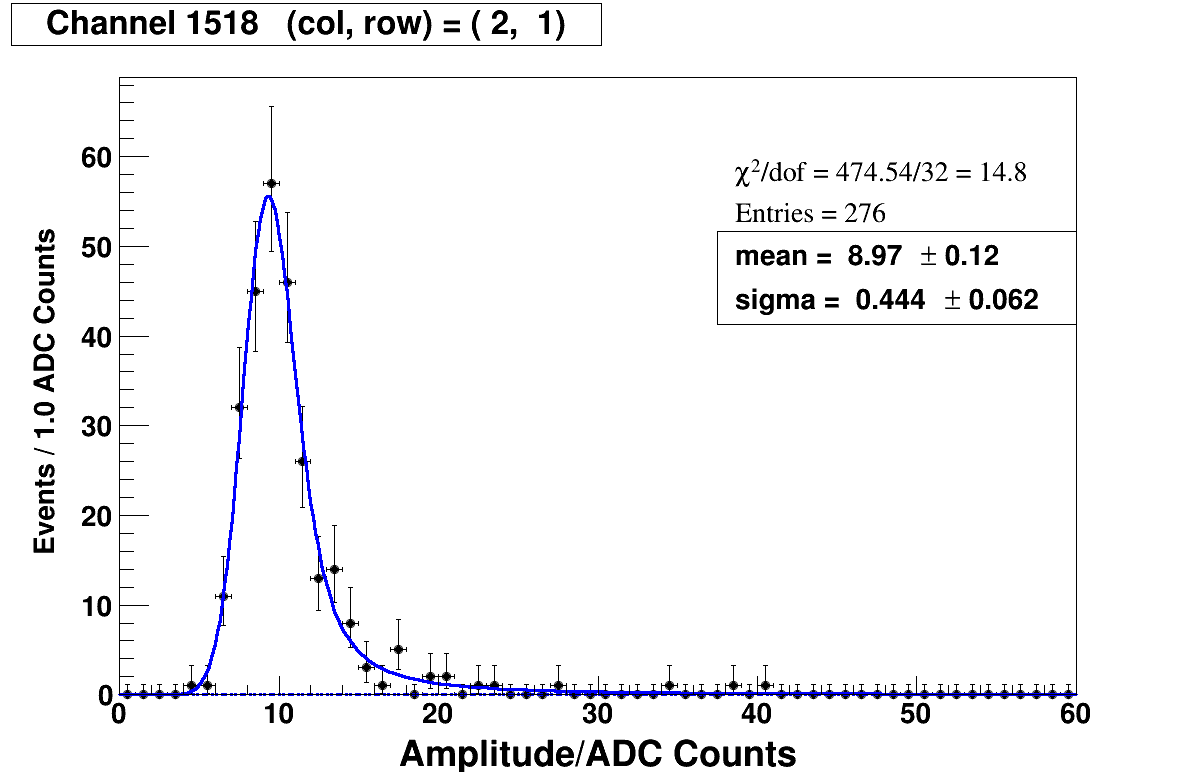 Channel 1518 (col, row) = ( 2, 1)
χ²/dof = 474.54/32 = 14.8
Entries = 276
mean = 8.97 ± 0.12
sigma = 0.444 ± 0.062
Events / 1.0 ADC Counts
60
50
40
30
20
10
0
0 10 20 30 40 50 60
Amplitude/ADC Counts